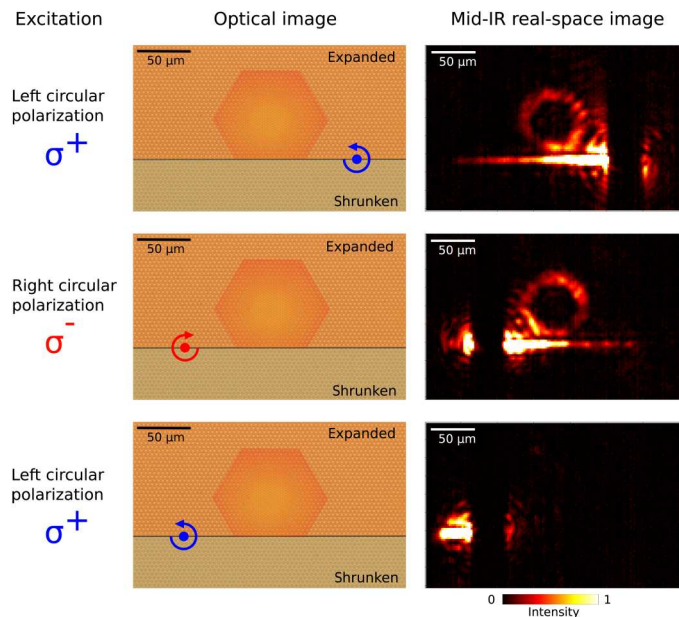 Excitation
Optical image
Mid-IR real-space image
50 μm
Expanded
50 μm
Left circular
polarization
σ+
Shrunken
50 μm
Expanded
50 μm
Right circular
polarization
σ-
Shrunken
50 μm
Expanded
50 μm
Left circular
polarization
σ+
Shrunken
0
1
Intensity